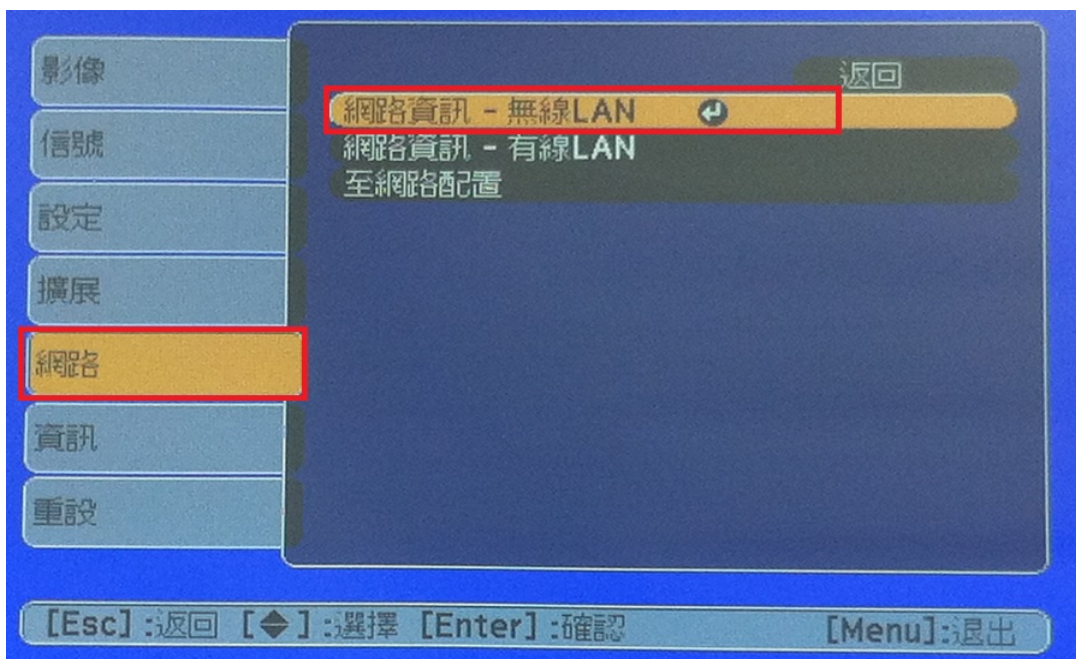 影像
信號
設定
擴展
網路
資訊
重設
返回
網路資訊 - 無線LAN
網路資訊 - 有線LAN
至網路配置
[Esc] :返回 [◆] :選擇 [Enter] :確認 [Menu]:退出